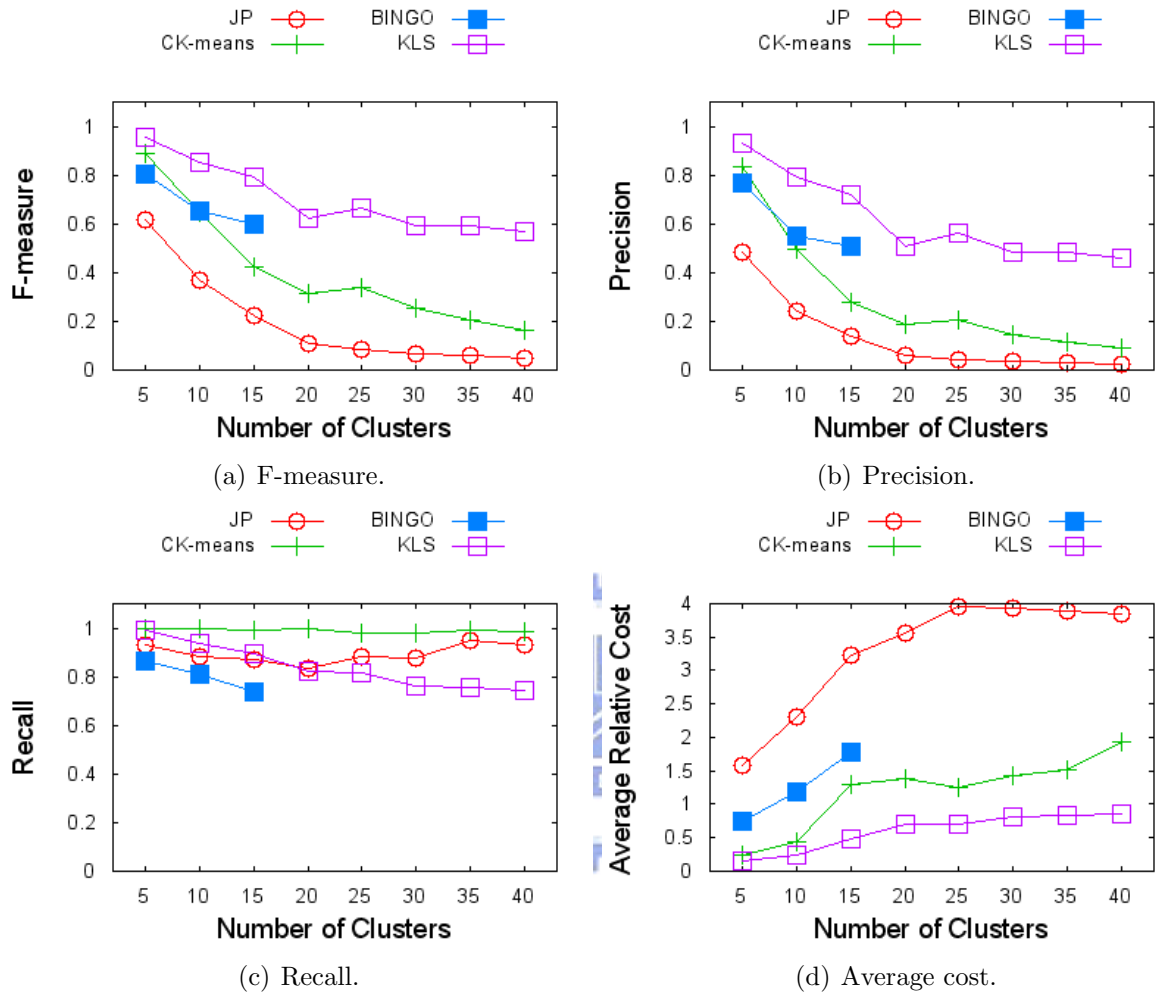 JP BINGO
CK-means KLS
JP BINGO
CK-means KLS
F-measure
1
0.8
0.6
0.4
0.2
0
5 10 15 20 25 30 35 40
Number of Clusters
(a) F-measure.
Precision
1
0.8
0.6
0.4
0.2
0
5 10 15 20 25 30 35 40
Number of Clusters
(b) Precision.
JP BINGO
CK-means KLS
JP BINGO
CK-means KLS
Recall
1
0.8
0.6
0.4
0.2
0
5 10 15 20 25 30 35 40
Number of Clusters
(c) Recall.
Average Relative Cost
4
3.5
3
2.5
2
1.5
1
0.5
0
5 10 15 20 25 30 35 40
Number of Clusters
(d) Average cost.